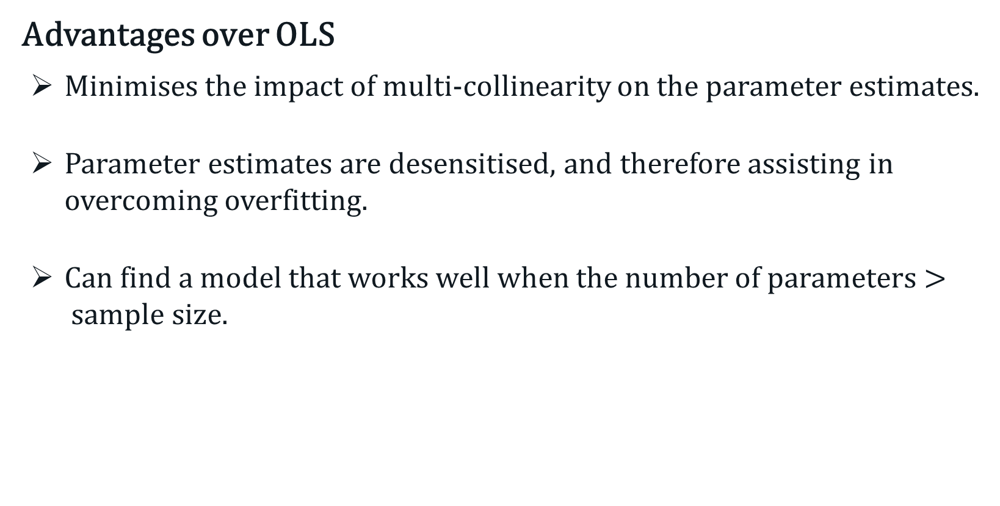 Advantages over OLS
➢ Minimises the impact of multi-collinearity on the parameter estimates.
➢ Parameter estimates are desensitised, and therefore assisting in
overcoming overfitting.
➢ Can find a model that works well when the number of parameters >
sample size.